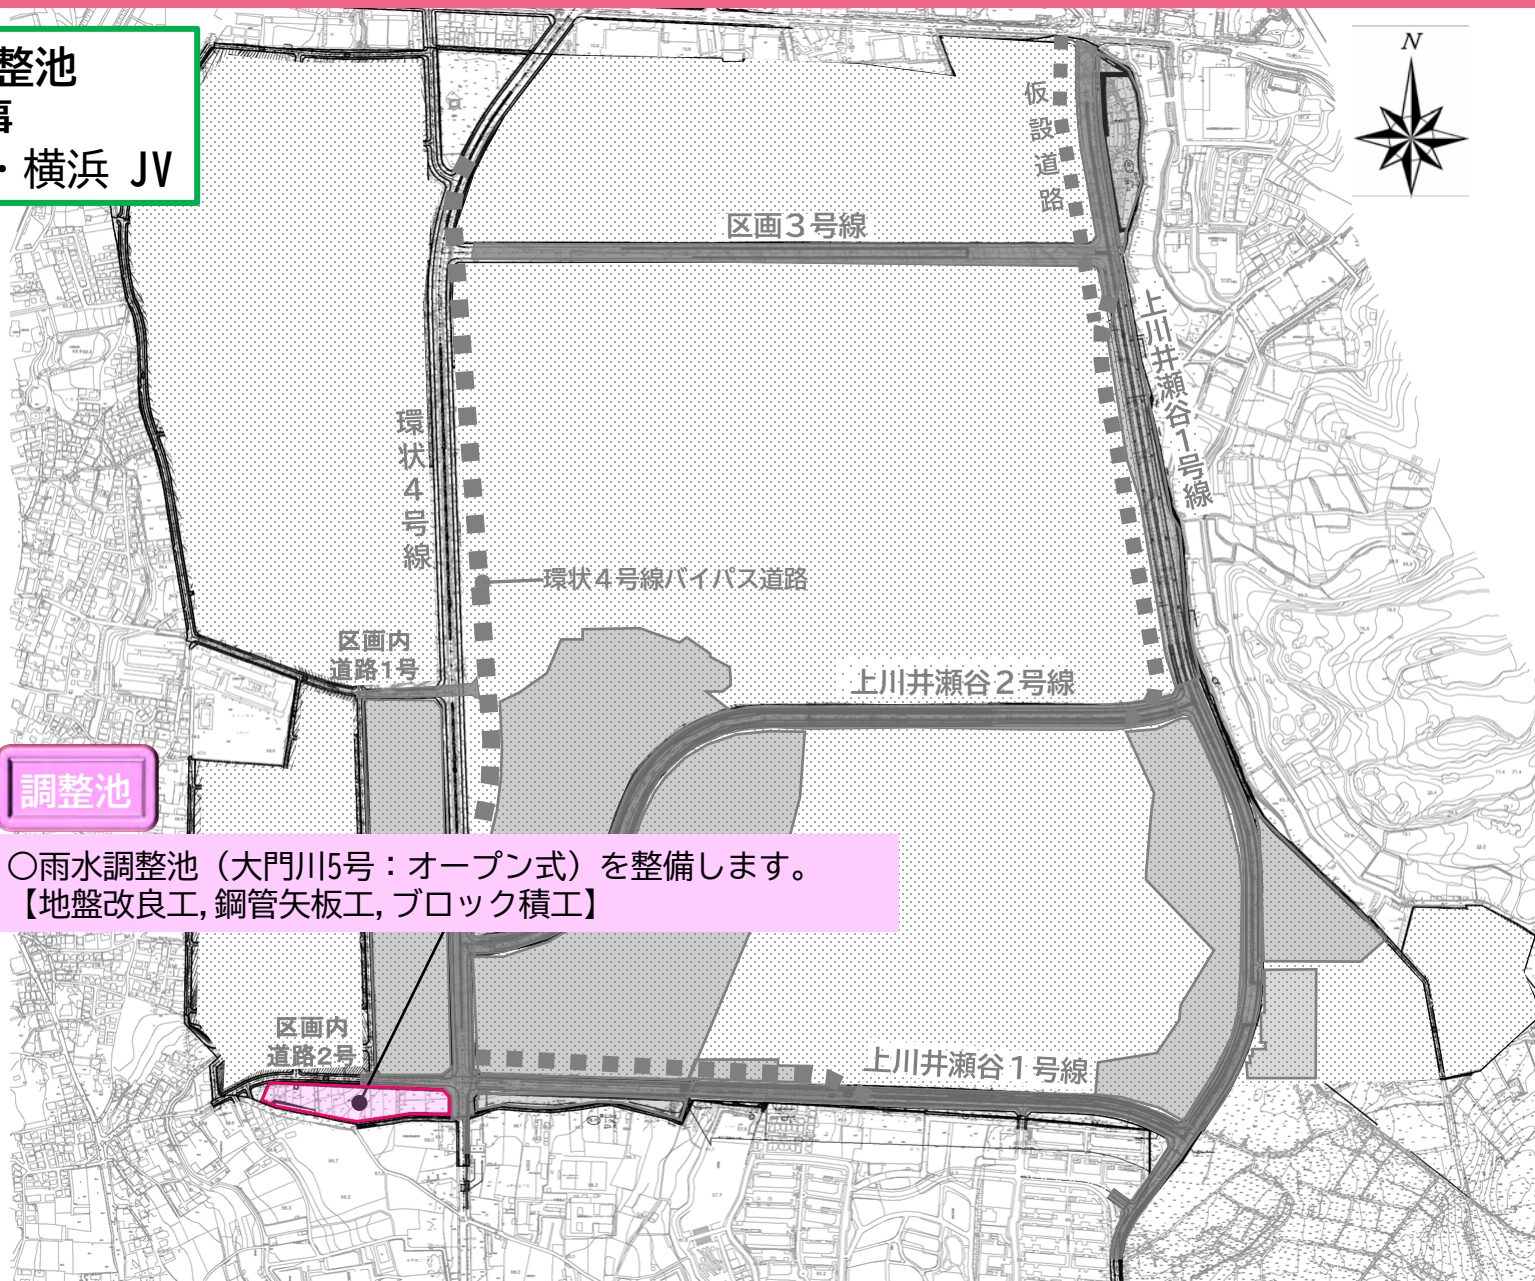 整池
事
・横浜 JV
N
仮設道路
区画３号線
上川井瀬谷１号線
環状４号線
環状４号線バイパス道路
区画内
道路1号
上川井瀬谷２号線
調整池
〇雨水調整池（大門川5号：オープン式）を整備します。
【地盤改良工,鋼管矢板工,ブロック積工】
区画内
道路2号
上川井瀬谷１号線